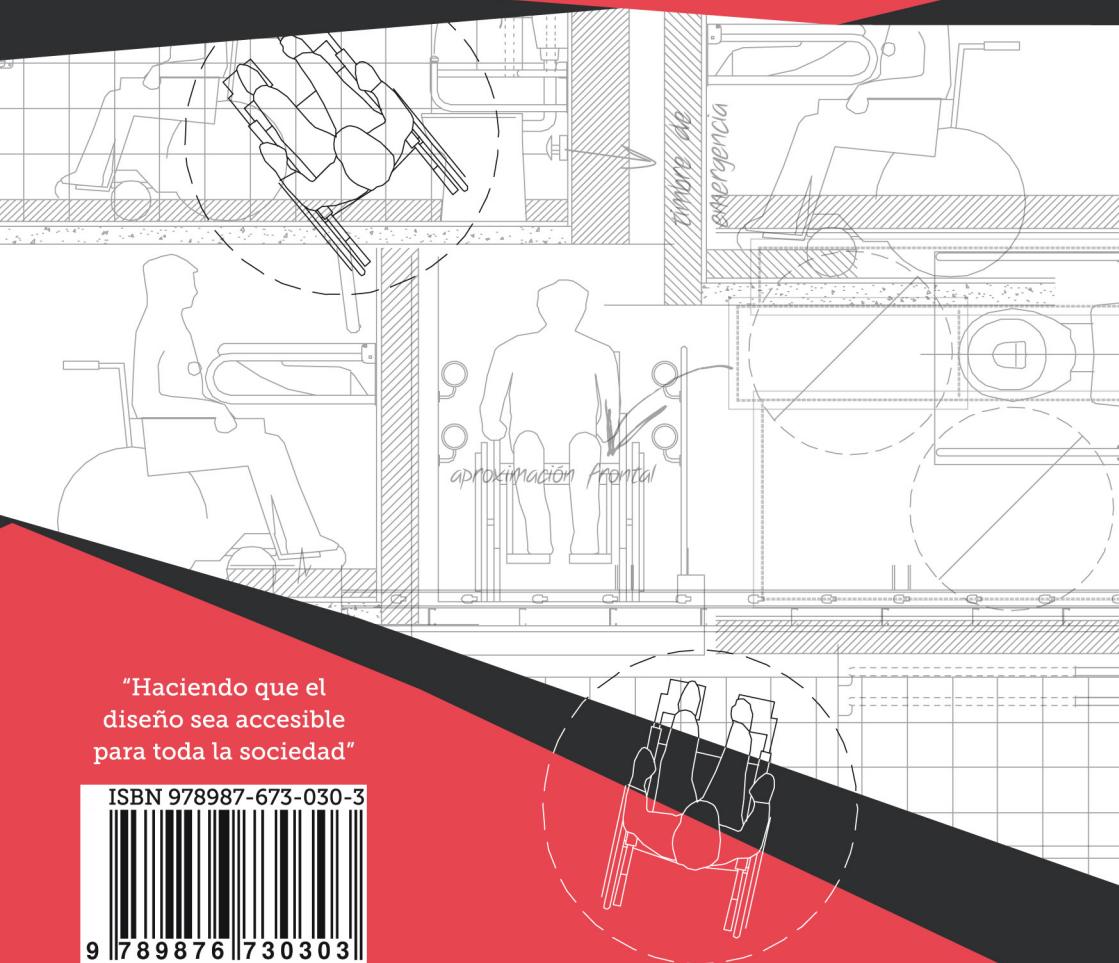 timbre de
emergencia
aproximación frontal
“Haciendo que el
diseño sea accesible
para toda la sociedad”
ISBN 978987-673-030-3
9 789876 730303